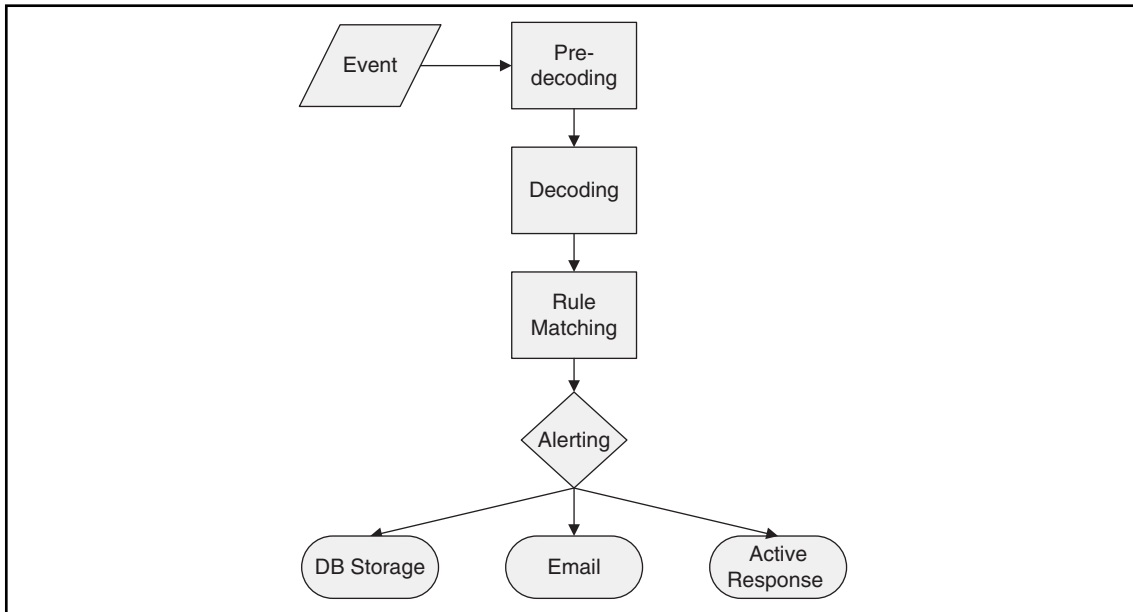 Event
Pre-
decoding
Decoding
Rule
Matching
Alerting
DB Storage
Email
Active
Response